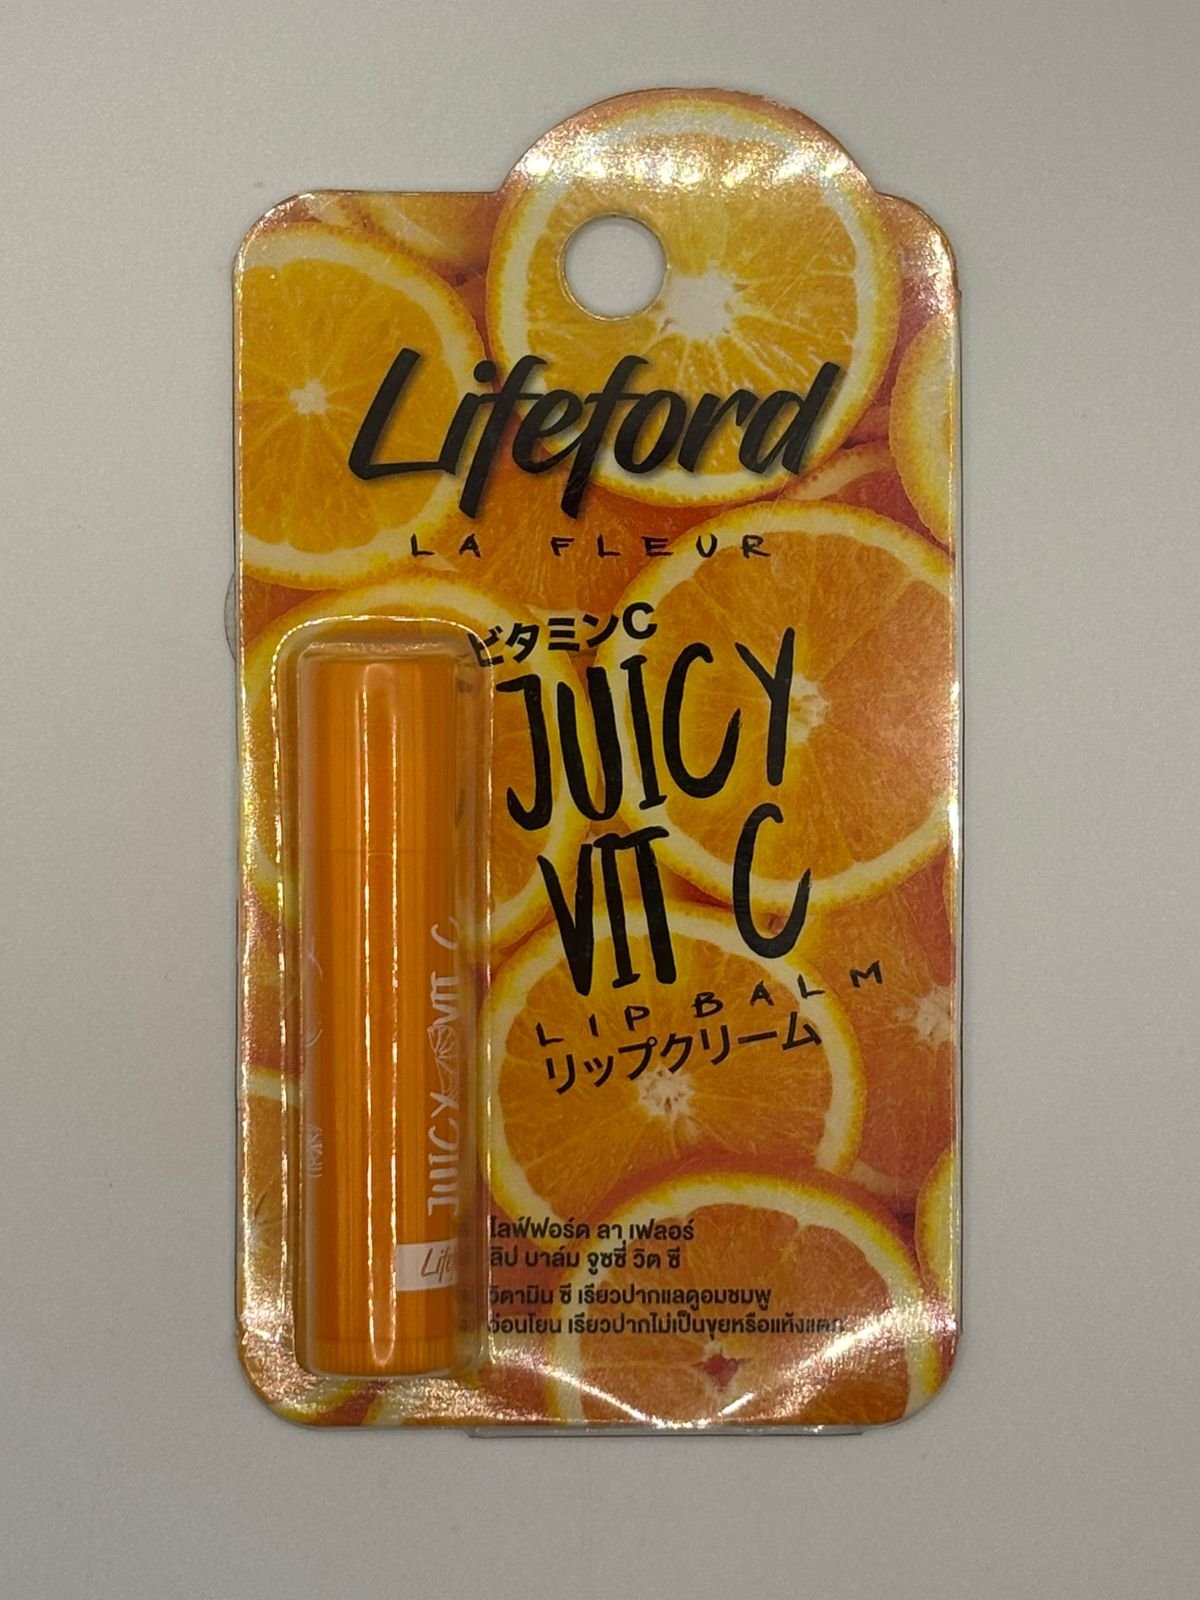 Lifeford
LA FLEUR
ビタミンC
JUICY
VIT C
LIP BALM
リップクリーム
JUICY VIT C
ไลฟ์ฟอร์ด ลา เฟลอร์
ลิป บาล์ม จูซซี่ วิต ซี
วิตามิน ซี เรียวปากแลดูอมชมพู
อ่อนโยน เรียวปากไม่เป็นขุยหรือแห้งแตก